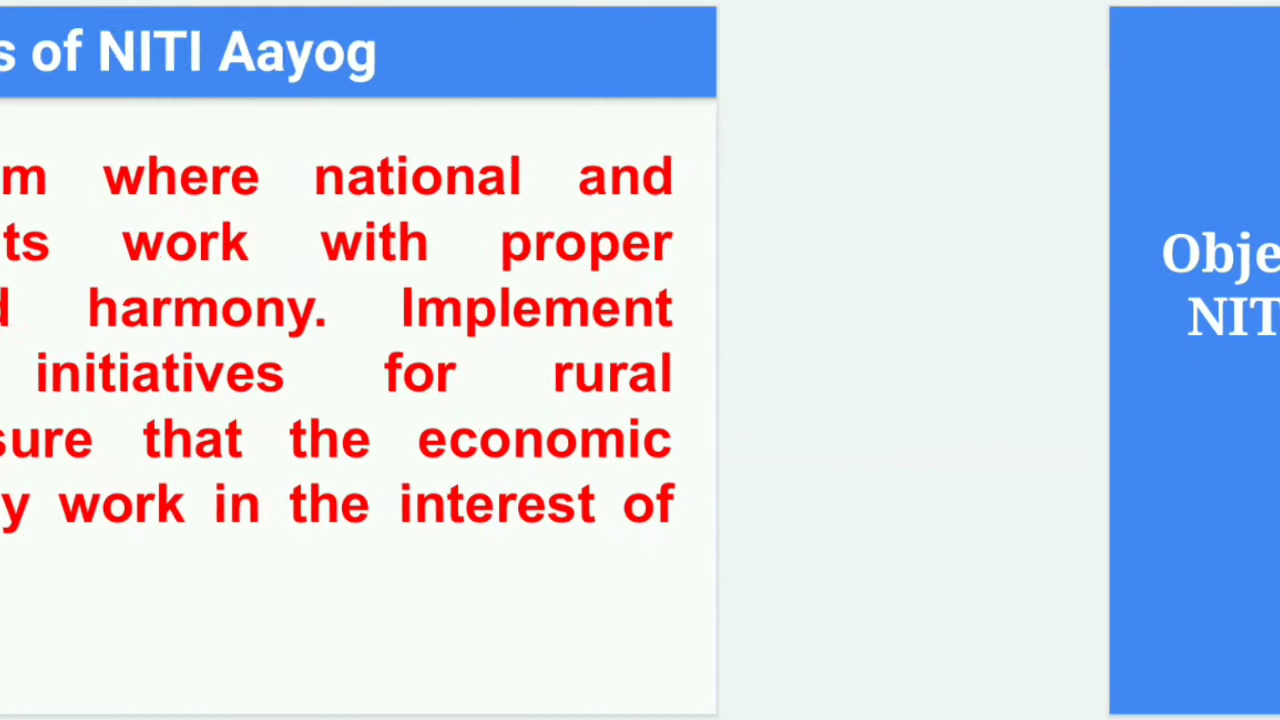 s of NITI Aayog
m where national and
ts work with proper
d harmony. Implement
initiatives for rural
sure that the economic
y work in the interest of
Obje
NIT